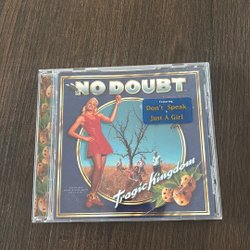 NO DOUBT
Featuring
Don't Speak
Just A Girl
Tragic Kingdom